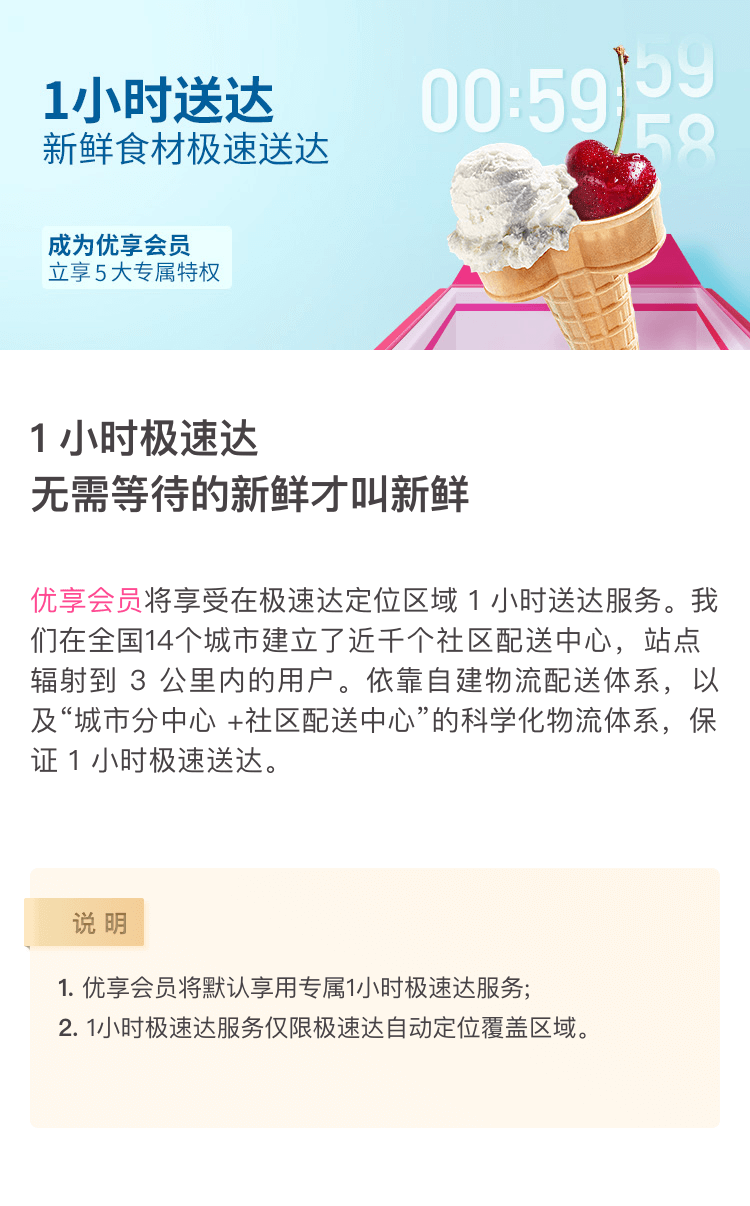 1小时送达
新鲜食材极速送达
00:59:59
58
成为优享会员
立享5大专属特权
1 小时极速达
无需等待的新鲜才叫新鲜
优享会员将享受在极速达定位区域 1 小时送达服务。我
们在全国14个城市建立了近千个社区配送中心，站点
辐射到 3 公里内的用户。依靠自建物流配送体系，以
及“城市分中心 +社区配送中心”的科学化物流体系，保
证 1 小时极速送达。
说 明
1. 优享会员将默认享用专属1小时极速达服务;
2. 1小时极速达服务仅限极速达自动定位覆盖区域。